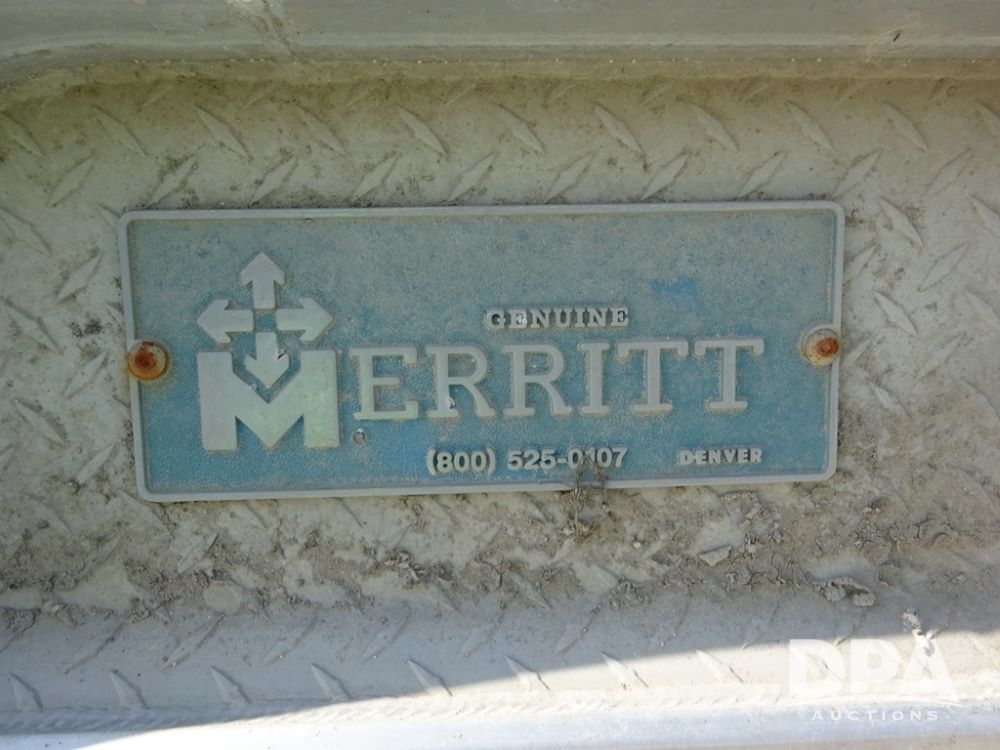 GENUINE
MERRITT
(800) 525-0107 DENVER
DPA
AUCTIONS